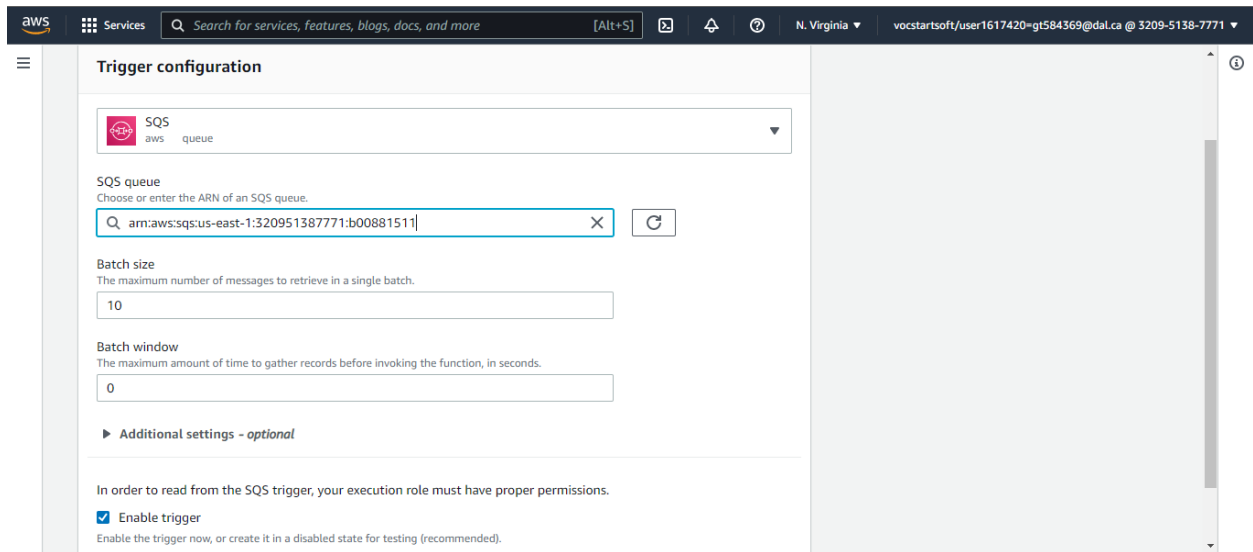 aws Services Search for services, features, blogs, docs, and more [Alt+S] N. Virginia ▼ vocstartsoft/user1617420=gt584369@dal.ca @ 3209-5138-7771 ▼
Trigger configuration
SQS
aws queue
SQS queue
Choose or enter the ARN of an SQS queue.
arn:aws:sqs:us-east-1:320951387771:b00881511
Batch size
The maximum number of messages to retrieve in a single batch.
10
Batch window
The maximum amount of time to gather records before invoking the function, in seconds.
0
Additional settings - optional
In order to read from the SQS trigger, your execution role must have proper permissions.
Enable trigger
Enable the trigger now, or create it in a disabled state for testing (recommended).